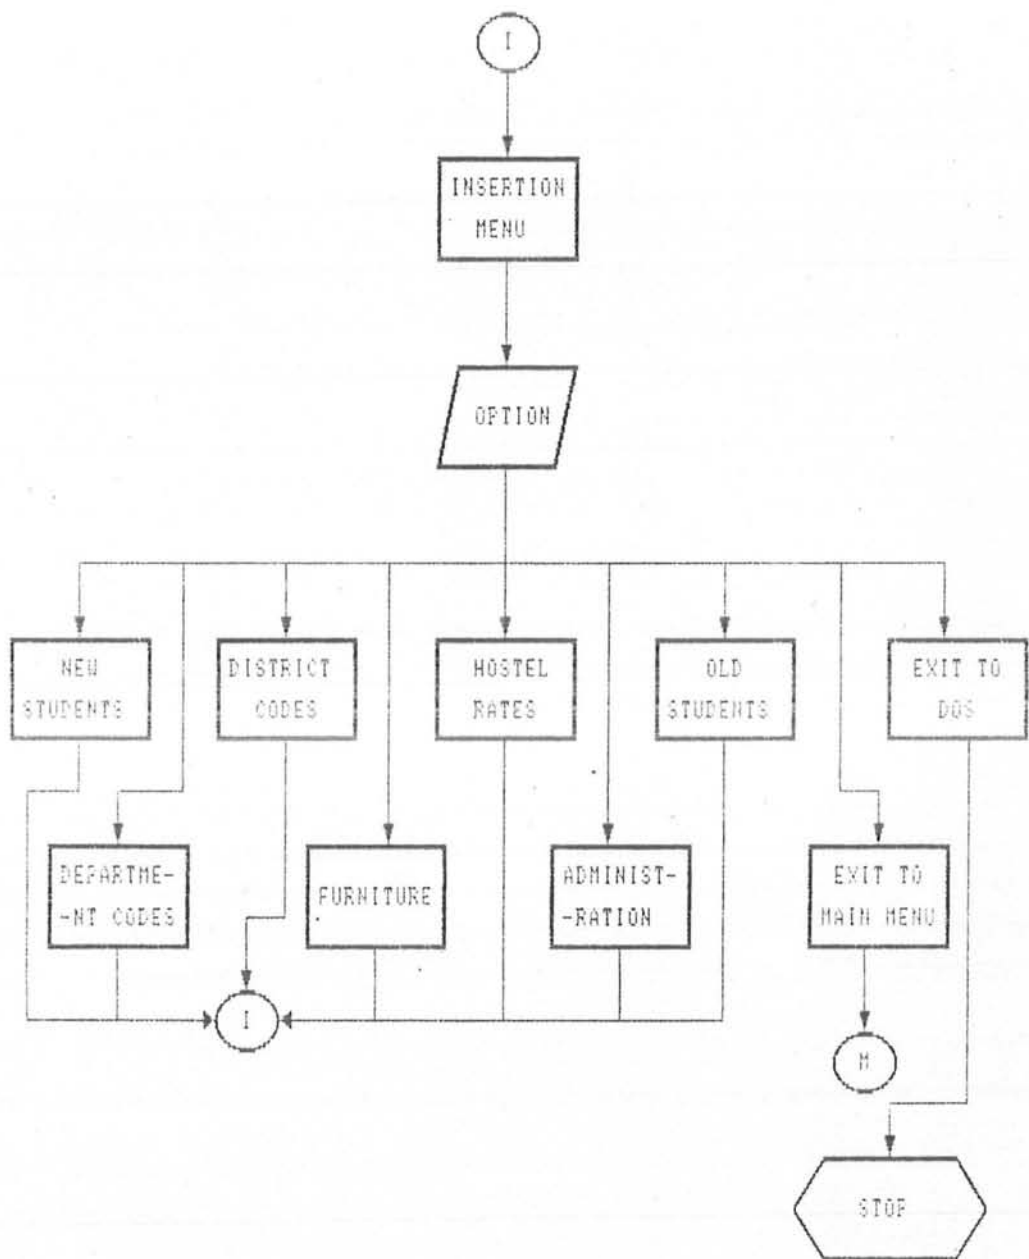 I
INSERTION
MENU
OPTION
NEW
STUDENTS
DISTRICT
CODES
HOSTEL
RATES
OLD
STUDENTS
EXIT TO
DOS
DEPARTME-
-NT CODES
FURNITURE
ADMINIST-
-RATION
EXIT TO
MAIN MENU
I
M
STOP